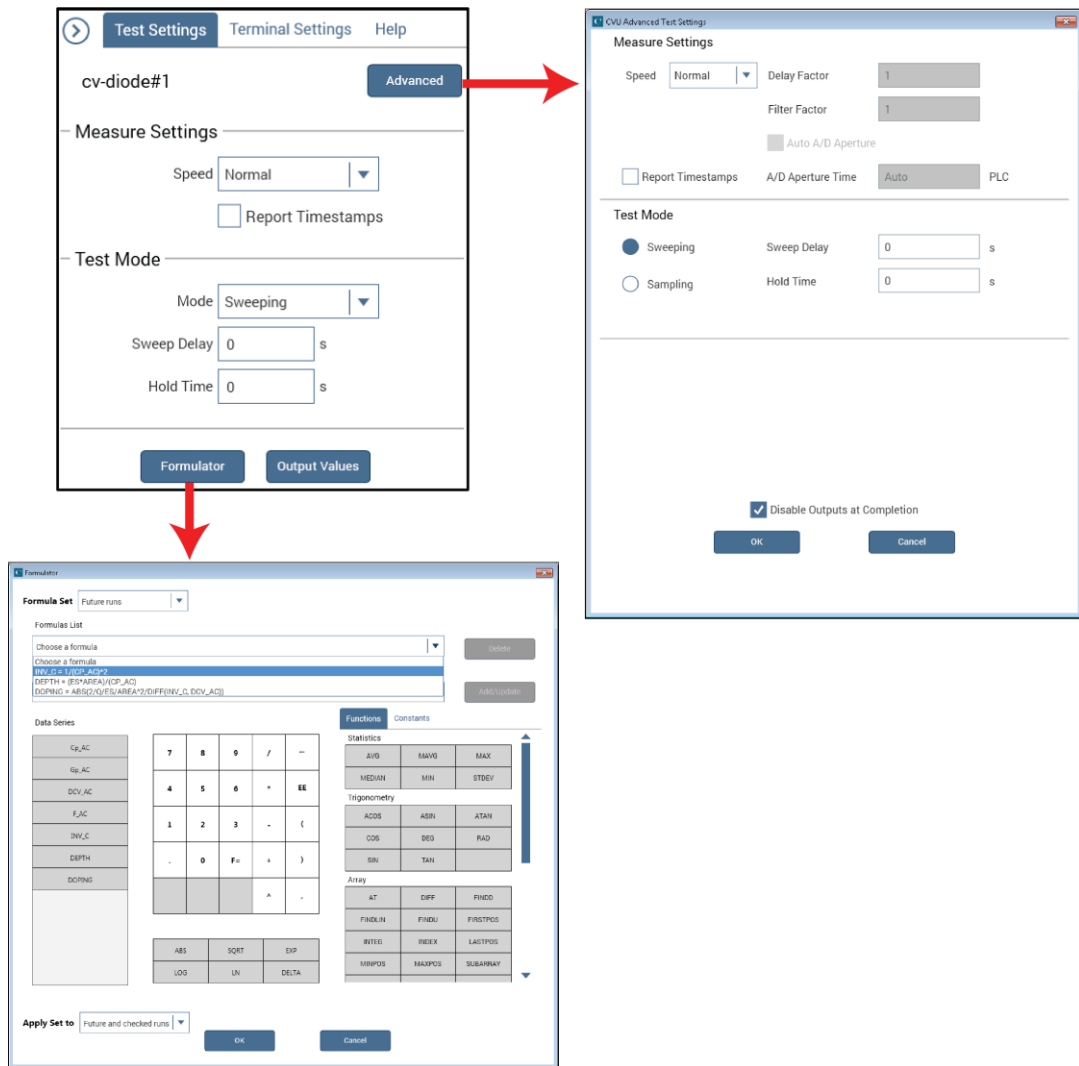 Test Settings
Terminal Settings
Help
cv-diode#1
Advanced
Measure Settings
Speed Normal
Report Timestamps
Test Mode
Mode Sweeping
Sweep Delay 0 s
Hold Time 0 s
Formulator
Output Values
CVU Advanced Test Settings
Measure Settings
Speed Normal Delay Factor 1
Filter Factor 1
Auto A/D Aperture
Report Timestamps A/D Aperture Time Auto PLC
Test Mode
Sweeping Sweep Delay 0 s
Sampling Hold Time 0 s
Disable Outputs at Completion
OK Cancel
Formulator
Formula Set Future runs
Formulas List
Choose a formula
Delete
Choose a formula
INV_C = 1/(CP_AC)^2
DEPTH = (ES*AREA)/(CP_AC)
DOPING = ABS(2/Q/ES/AREA^2/DIFF(INV_C, DCV_AC))
Add/Update
Data Series
Cp_AC
Gp_AC
DCV_AC
F_AC
INV_C
DEPTH
DOPING
7 8 9 / —
4 5 6 * EE
1 2 3 - (
. 0 F= + )
^ ,
ABS SQRT EXP
LOG LN DELTA
Functions Constants
Statistics
AVG MAVG MAX
MEDIAN MIN STDEV
Trigonometry
ACOS ASIN ATAN
COS DEG RAD
SIN TAN
Array
AT DIFF FINDD
FINDLIN FINDU FIRSTPOS
INTEG INDEX LASTPOS
MINPOS MAXPOS SUBARRAY
Apply Set to Future and checked runs
OK Cancel